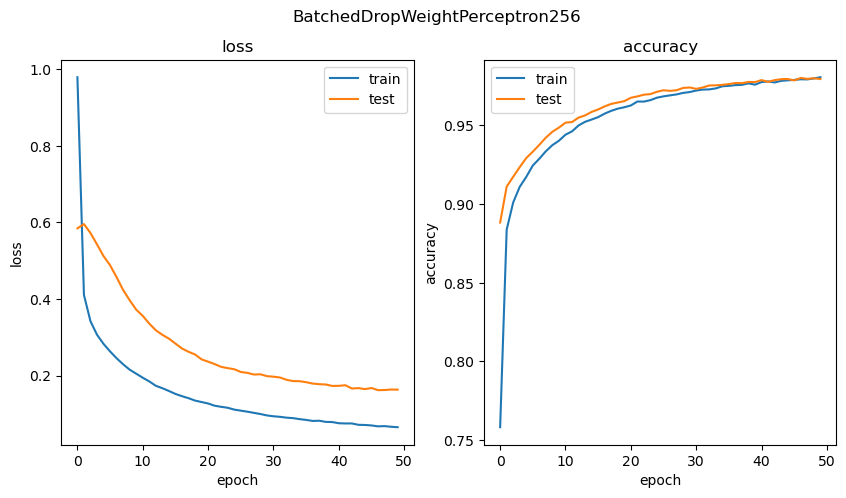 BatchedDropWeightPerceptron256
loss
accuracy
train
test
train
test
1.0
0.8
0.6
0.4
0.2
loss
0.95
0.90
0.85
0.80
0.75
accuracy
0 10 20 30 40 50
0 10 20 30 40 50
epoch
epoch